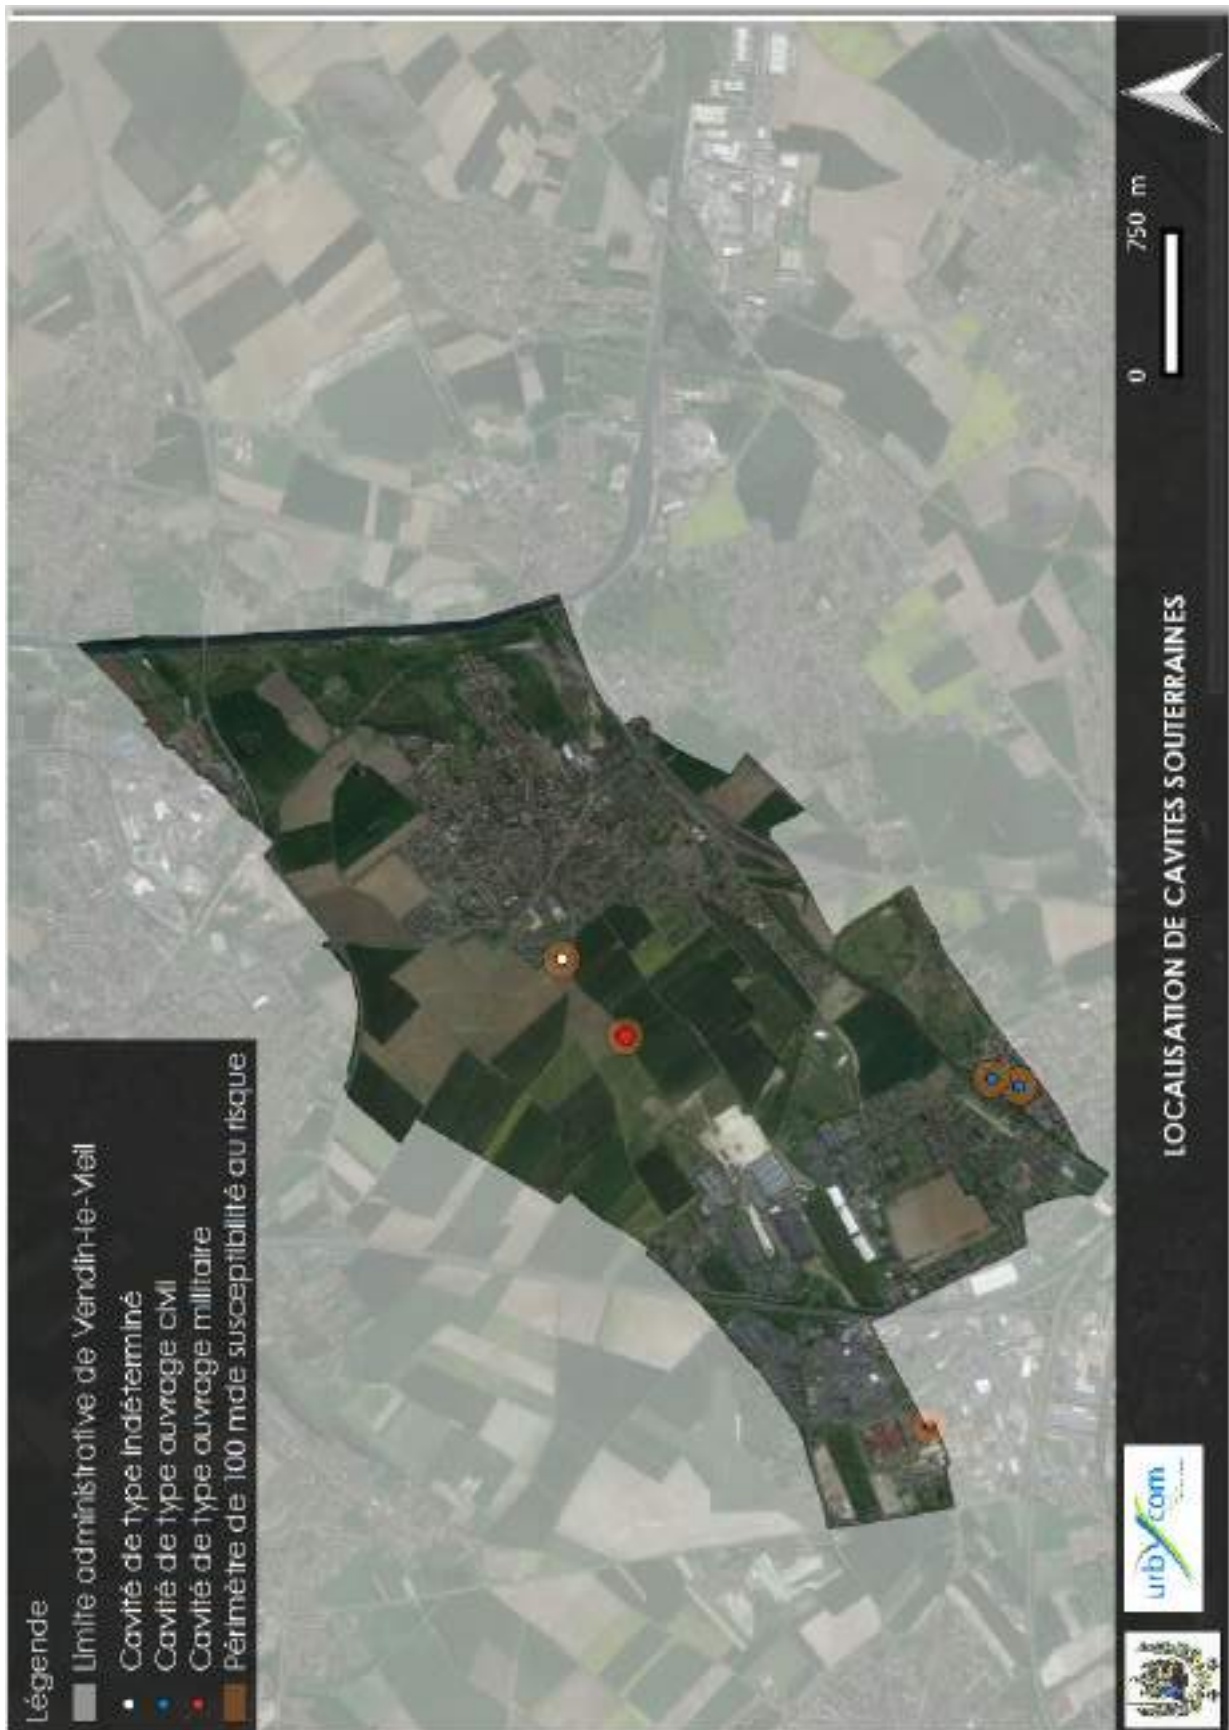 Légende
Limite administrative de Vendin-le-Vieil
Cavité de type indéterminé
Cavité de type ouvrage civil
Cavité de type ouvrage militaire
Périmètre de 100 m de susceptibilité au risque
urbycom
LOCALISATION DE CAVITES SOUTERRAINES
0 750 m